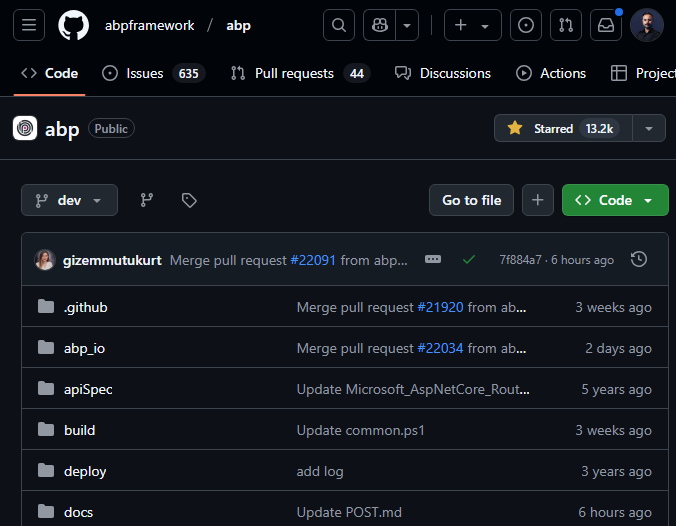 abpframework / abp
Code Issues 635 Pull requests 44 Discussions Actions Projec
abp Public Starred 13.2k
dev Go to file Code
gizemmutukurt Merge pull request #22091 from abp... 7f884a7 · 6 hours ago
.github Merge pull request #21920 from ab... 3 weeks ago
abp_io Merge pull request #22034 from ab... 2 days ago
apiSpec Update Microsoft_AspNetCore_Rout... 5 years ago
build Update common.ps1 3 weeks ago
deploy add log 3 years ago
docs Update POST.md 6 hours ago